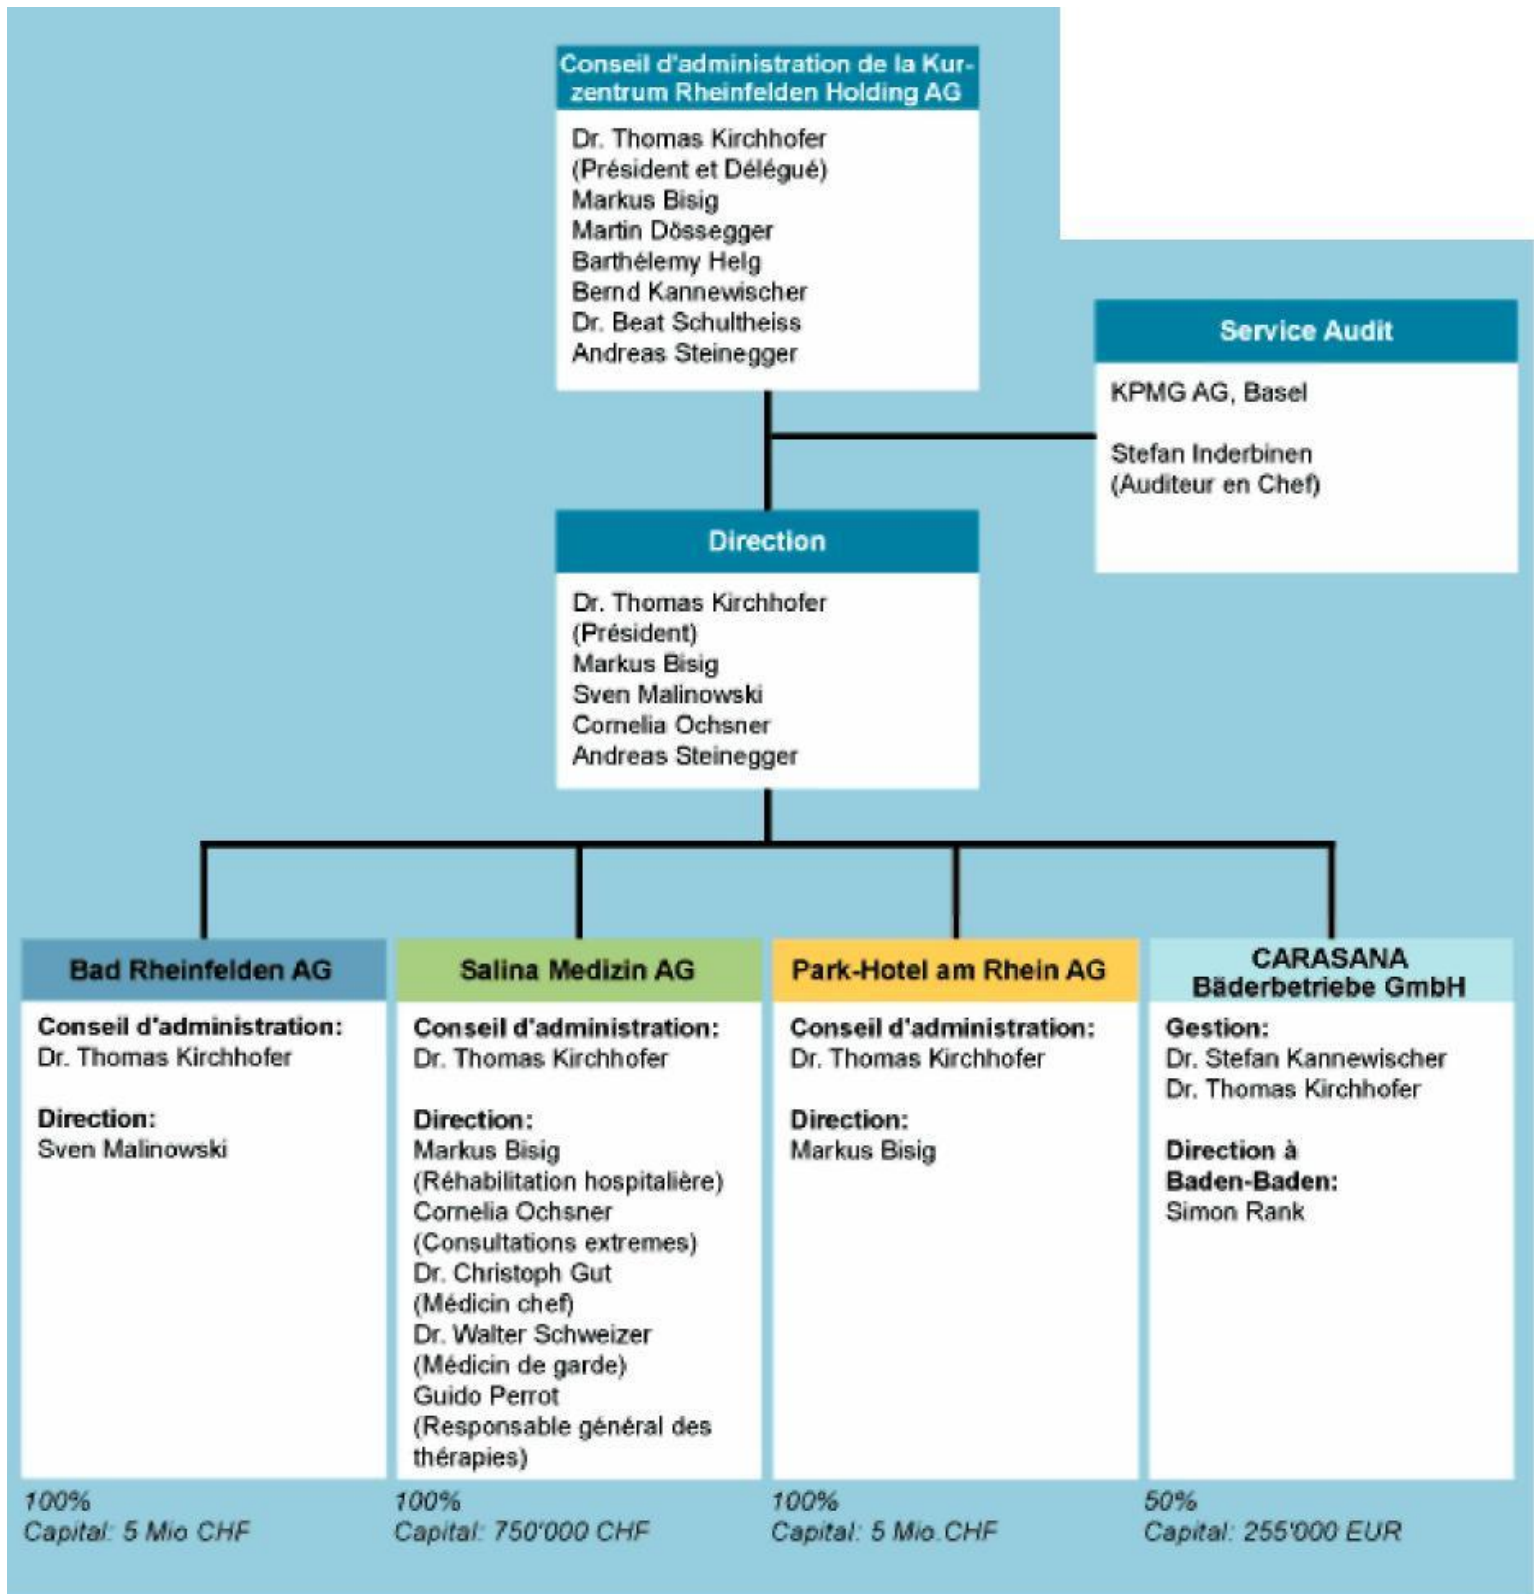 Conseil d'administration de la Kur-
zentrum Rheinfelden Holding AG
Dr. Thomas Kirchhofer
(Président et Délégué)
Markus Bisig
Martin Dössegger
Barthélemy Helg
Bernd Kannewischer
Dr. Beat Schultheiss
Andreas Steinegger
Service Audit
KPMG AG, Basel
Stefan Inderbinen
(Auditeur en Chef)
Direction
Dr. Thomas Kirchhofer
(Président)
Markus Bisig
Sven Malinowski
Cornelia Ochsner
Andreas Steinegger
Bad Rheinfelden AG
Conseil d'administration:
Dr. Thomas Kirchhofer
Direction:
Sven Malinowski
100%
Capital: 5 Mio CHF
Salina Medizin AG
Conseil d'administration:
Dr. Thomas Kirchhofer
Direction:
Markus Bisig
(Réhabilitation hospitalière)
Cornelia Ochsner
(Consultations extremes)
Dr. Christoph Gut
(Médicin chef)
Dr. Walter Schweizer
(Médicin de garde)
Guido Perrot
(Responsable général des
thérapies)
100%
Capital: 750'000 CHF
Park-Hotel am Rhein AG
Conseil d'administration:
Dr. Thomas Kirchhofer
Direction:
Markus Bisig
100%
Capital: 5 Mio.CHF
CARASANA
Bäderbetriebe GmbH
Gestion:
Dr. Stefan Kannewischer
Dr. Thomas Kirchhofer
Direction à
Baden-Baden:
Simon Rank
50%
Capital: 255'000 EUR